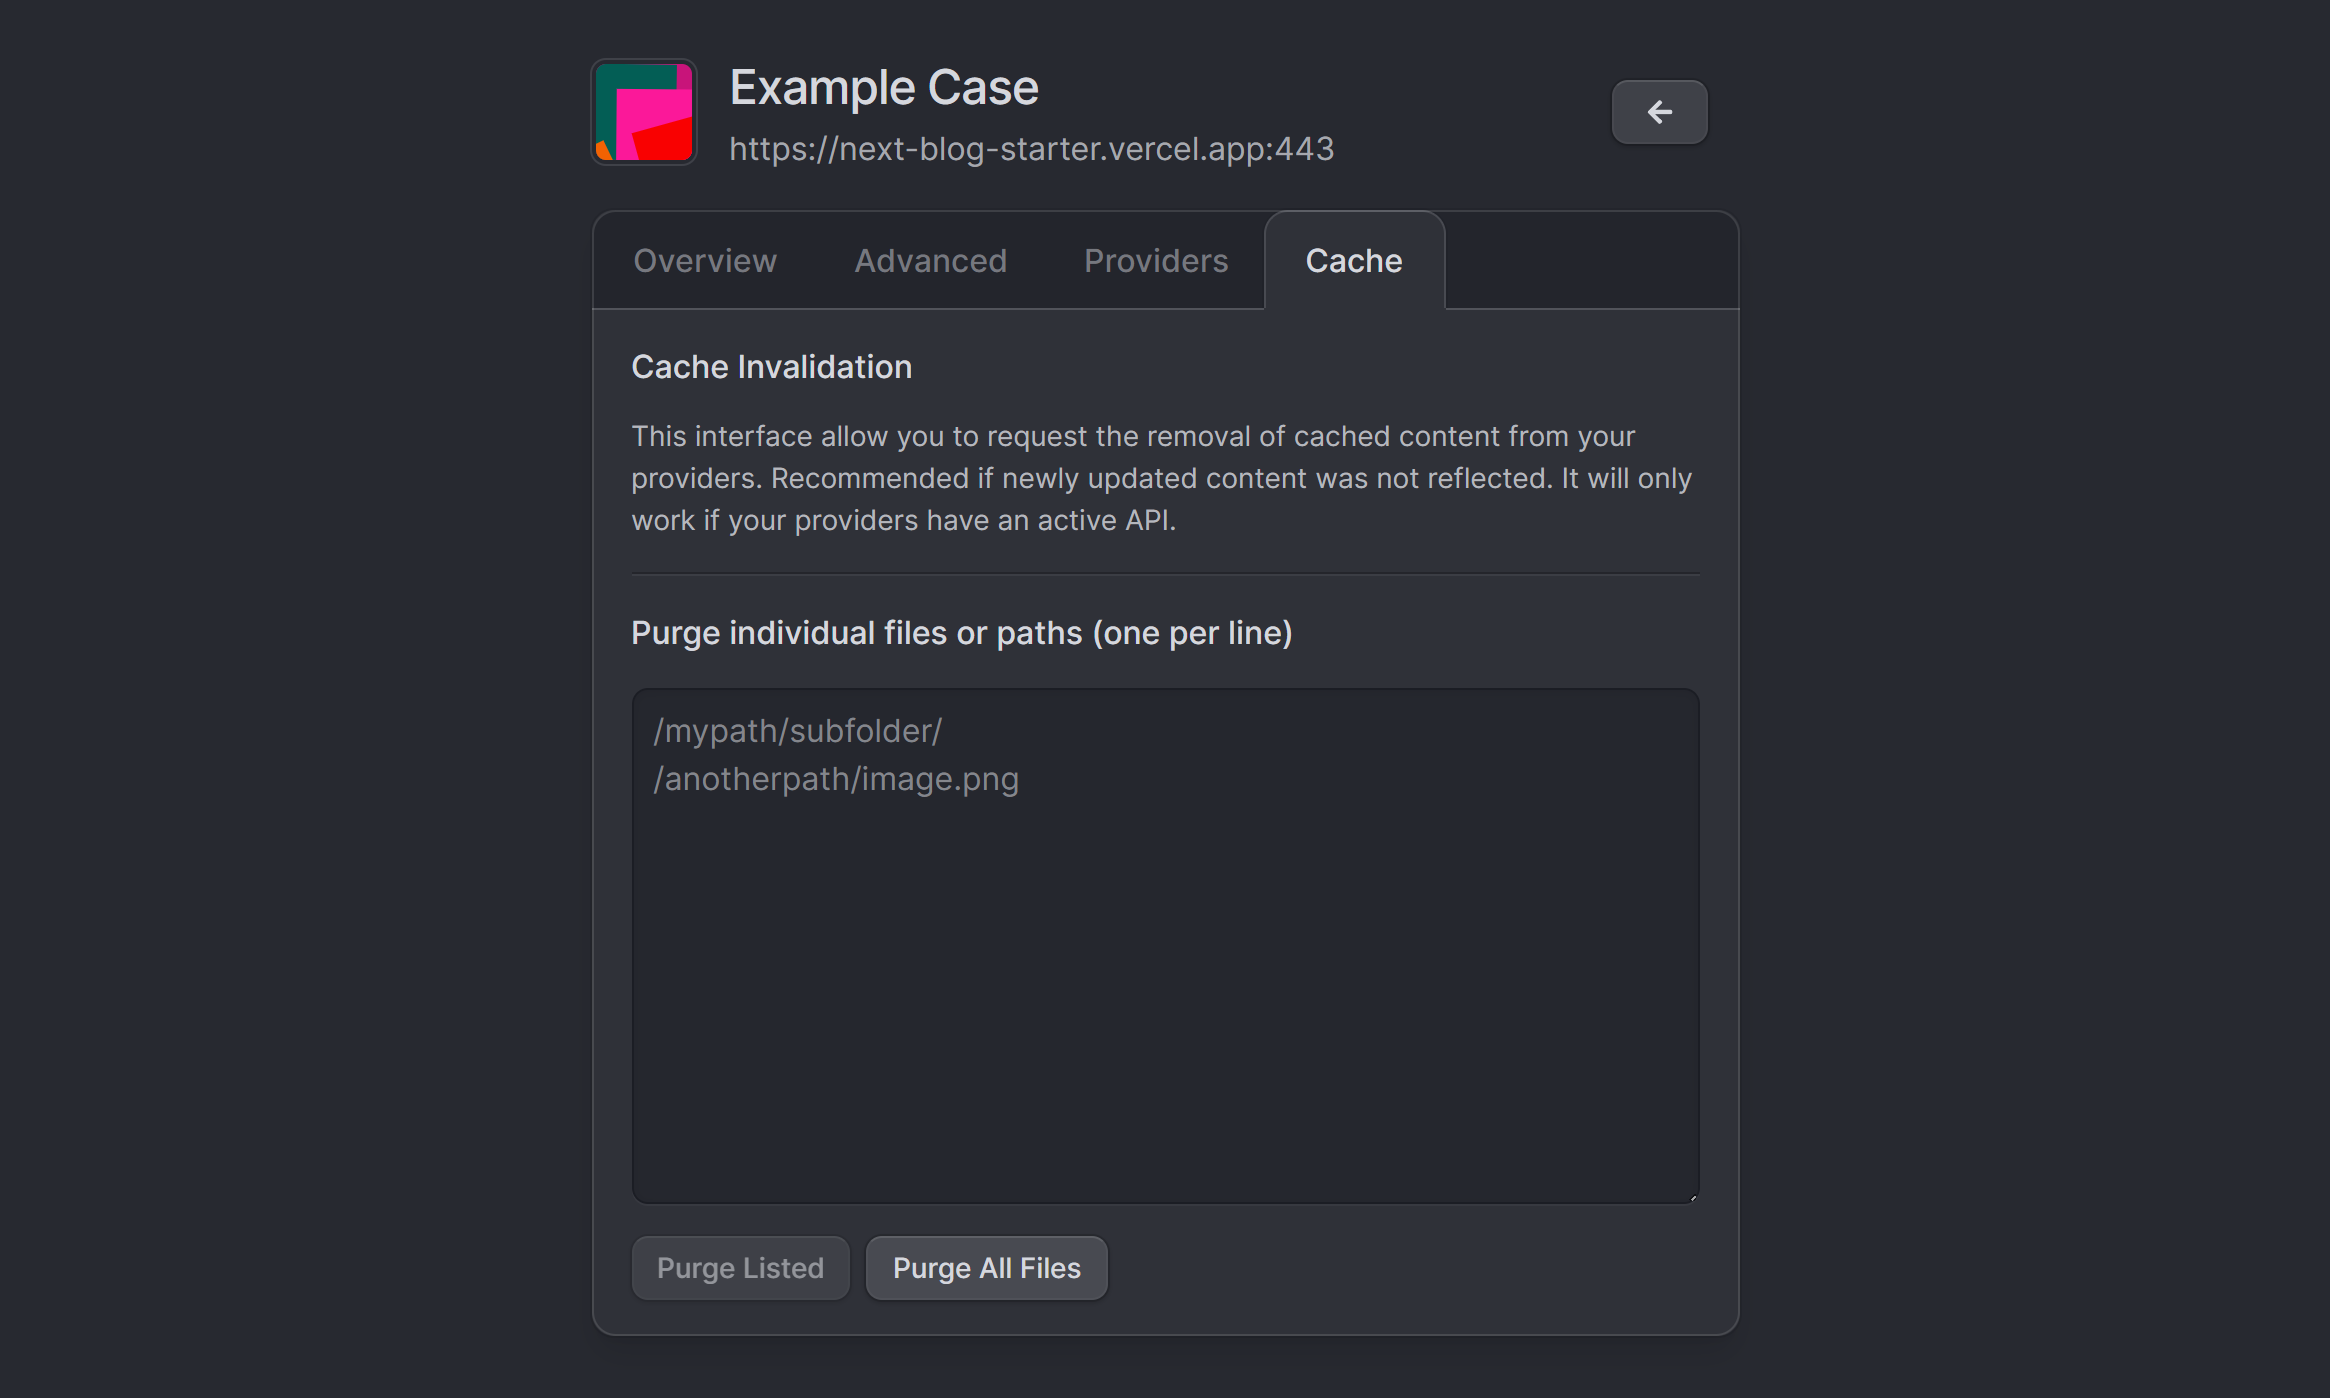 Example Case
https://next-blog-starter.vercel.app:443
Overview Advanced Providers Cache
Cache Invalidation
This interface allow you to request the removal of cached content from your
providers. Recommended if newly updated content was not reflected. It will only
work if your providers have an active API.
Purge individual files or paths (one per line)
/mypath/subfolder/
/anotherpath/image.png
Purge Listed Purge All Files